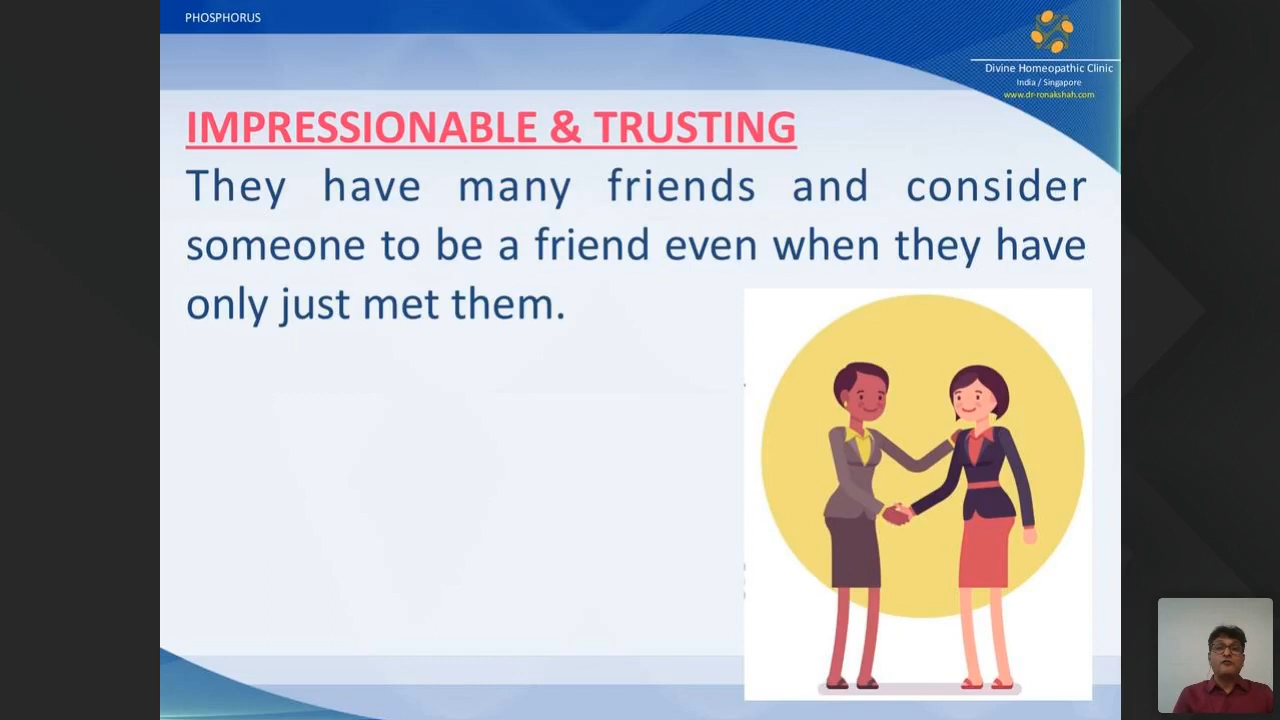 PHOSPHORUS
Divine Homeopathic Clinic
India / Singapore
www.dr-ronakshah.com
IMPRESSIONABLE & TRUSTING
They have many friends and consider
someone to be a friend even when they have
only just met them.